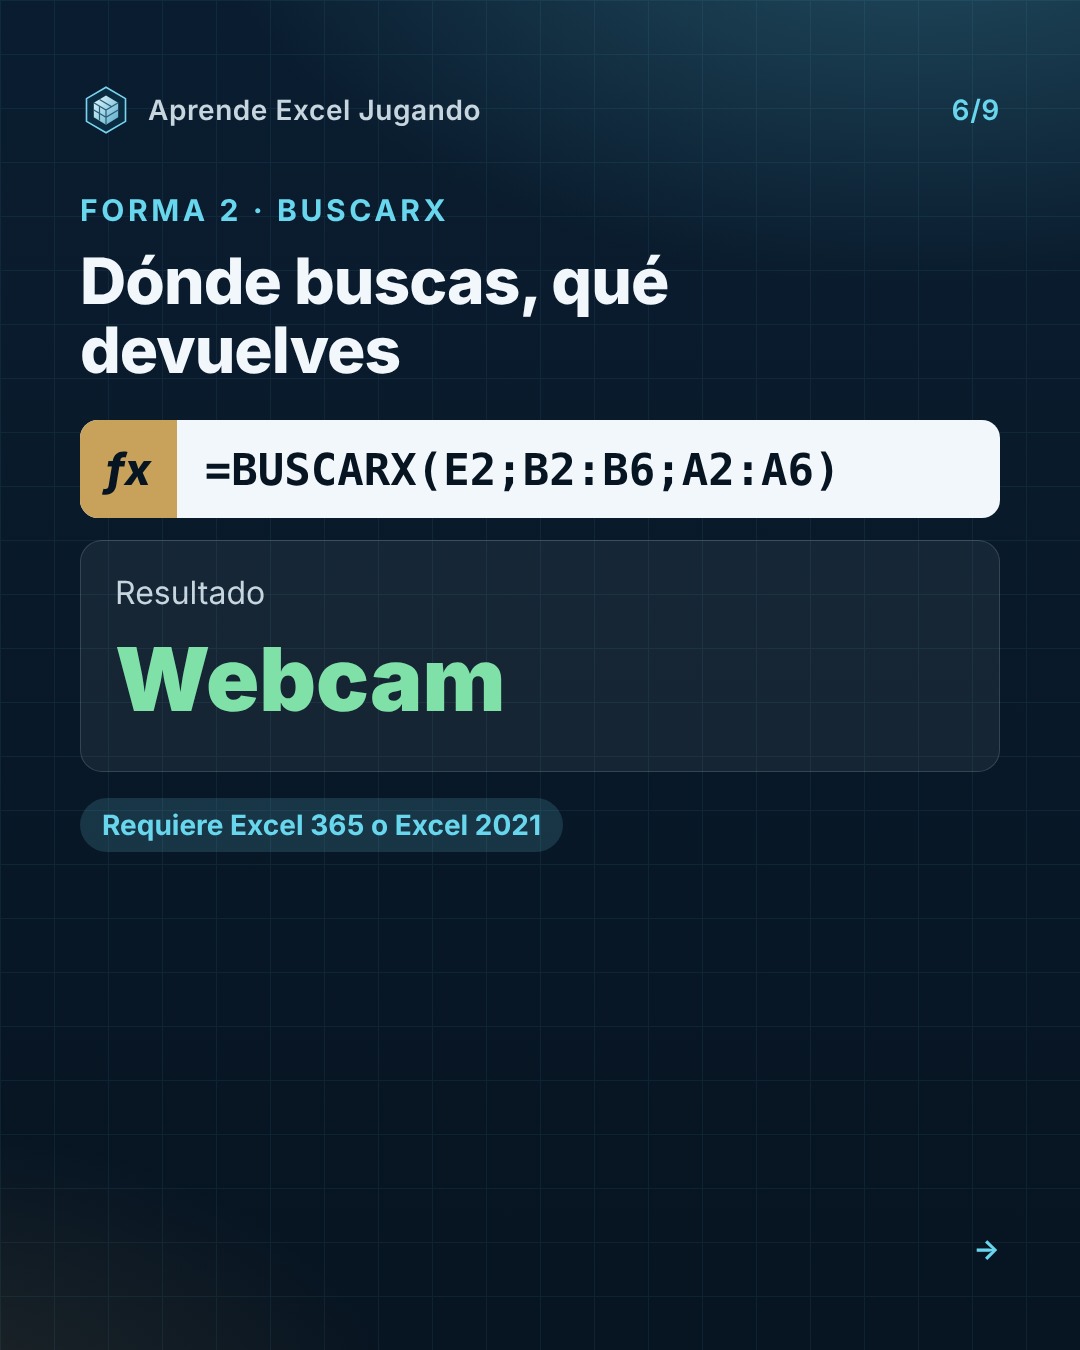 Aprende Excel Jugando
6/9
FORMA 2 · BUSCARX
Dónde buscas, qué
devuelves
fx =BUSCARX(E2;B2:B6;A2:A6)
Resultado
Webcam
Requiere Excel 365 o Excel 2021
→